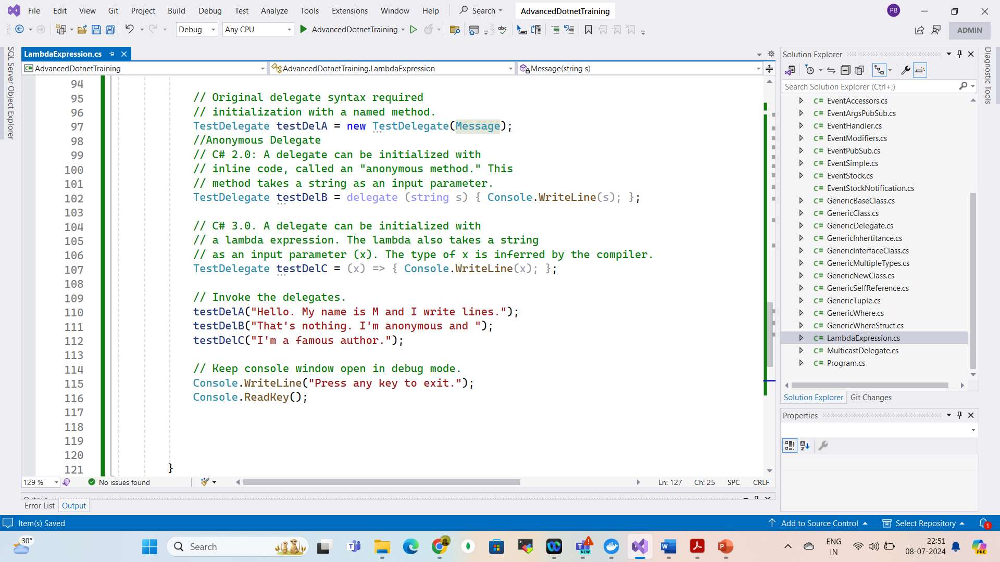 File Edit View Git Project Build Debug Test Analyze Tools Extensions Window Help Search AdvancedDotnetTraining PB
Debug Any CPU AdvancedDotnetTraining abc ADMIN
SQL Server Object Explorer
LambdaExpression.cs
C# AdvancedDotnetTraining AdvancedDotnetTraining.LambdaExpression Message(string s)
94
95 // Original delegate syntax required
96 // initialization with a named method.
97 TestDelegate testDelA = new TestDelegate(Message);
98 //Anonymous Delegate
99 // C# 2.0: A delegate can be initialized with
100 // inline code, called an "anonymous method." This
101 // method takes a string as an input parameter.
102 TestDelegate testDelB = delegate (string s) { Console.WriteLine(s); };
103
104 // C# 3.0. A delegate can be initialized with
105 // a lambda expression. The lambda also takes a string
106 // as an input parameter (x). The type of x is inferred by the compiler.
107 TestDelegate testDelC = (x) => { Console.WriteLine(x); };
108
109 // Invoke the delegates.
110 testDelA("Hello. My name is M and I write lines.");
111 testDelB("That's nothing. I'm anonymous and ");
112 testDelC("I'm a famous author.");
113
114 // Keep console window open in debug mode.
115 Console.WriteLine("Press any key to exit.");
116 Console.ReadKey();
117
118
119
120
121 }
129 % No issues found Ln: 127 Ch: 25 SPC CRLF
Output
Error List Output
Solution Explorer
Search Solution Explorer (Ctrl+;)
C# EventAccessors.cs
C# EventArgsPubSub.cs
C# EventHandler.cs
C# EventModifiers.cs
C# EventPubSub.cs
C# EventSimple.cs
C# EventStock.cs
C# EventStockNotification.cs
C# GenericBaseClass.cs
C# GenericClass.cs
C# GenericDelegate.cs
C# GenericInhertitance.cs
C# GenericInterfaceClass.cs
C# GenericMultipleTypes.cs
C# GenericNewClass.cs
C# GenericSelfReference.cs
C# GenericTuple.cs
C# GenericWhere.cs
C# GenericWhereStruct.cs
C# LambdaExpression.cs
C# MulticastDelegate.cs
C# Program.cs
Solution Explorer Git Changes
Properties
Diagnostic Tools
Item(s) Saved Add to Source Control Select Repository 1
30° Search NEW ENG IN 22:51 08-07-2024 PRE